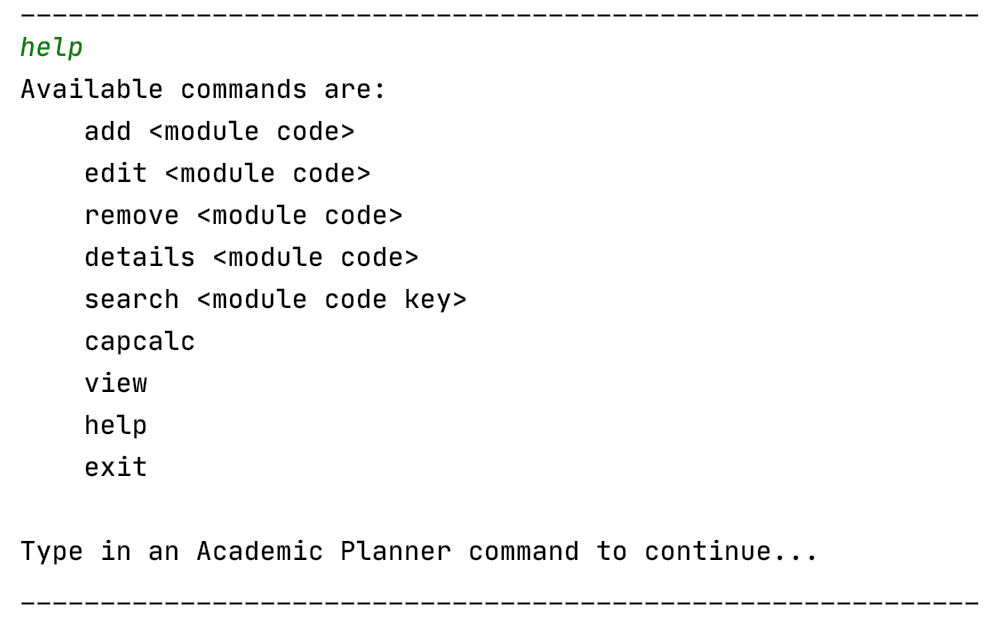 ------------------------------------------------------------
help
Available commands are:
    add <module code>
    edit <module code>
    remove <module code>
    details <module code>
    search <module code key>
    capcalc
    view
    help
    exit

Type in an Academic Planner command to continue...
------------------------------------------------------------